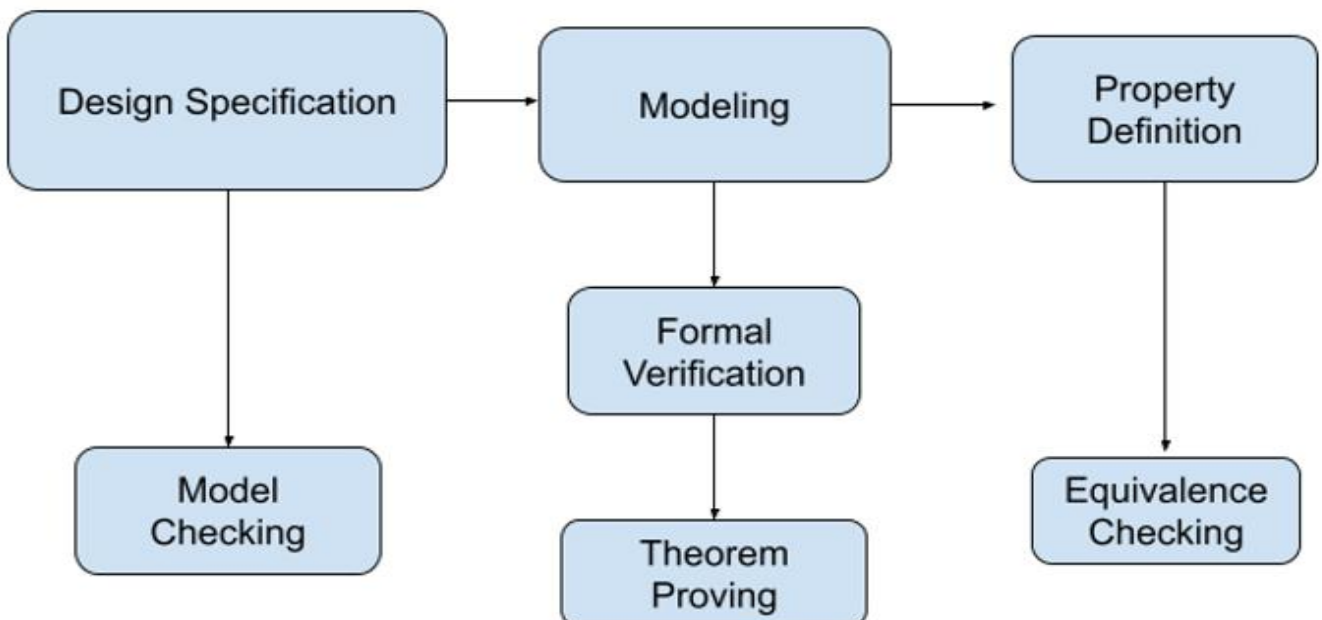 Design Specification
Modeling
Property
Definition
Formal
Verification
Model
Checking
Equivalence
Checking
Theorem
Proving